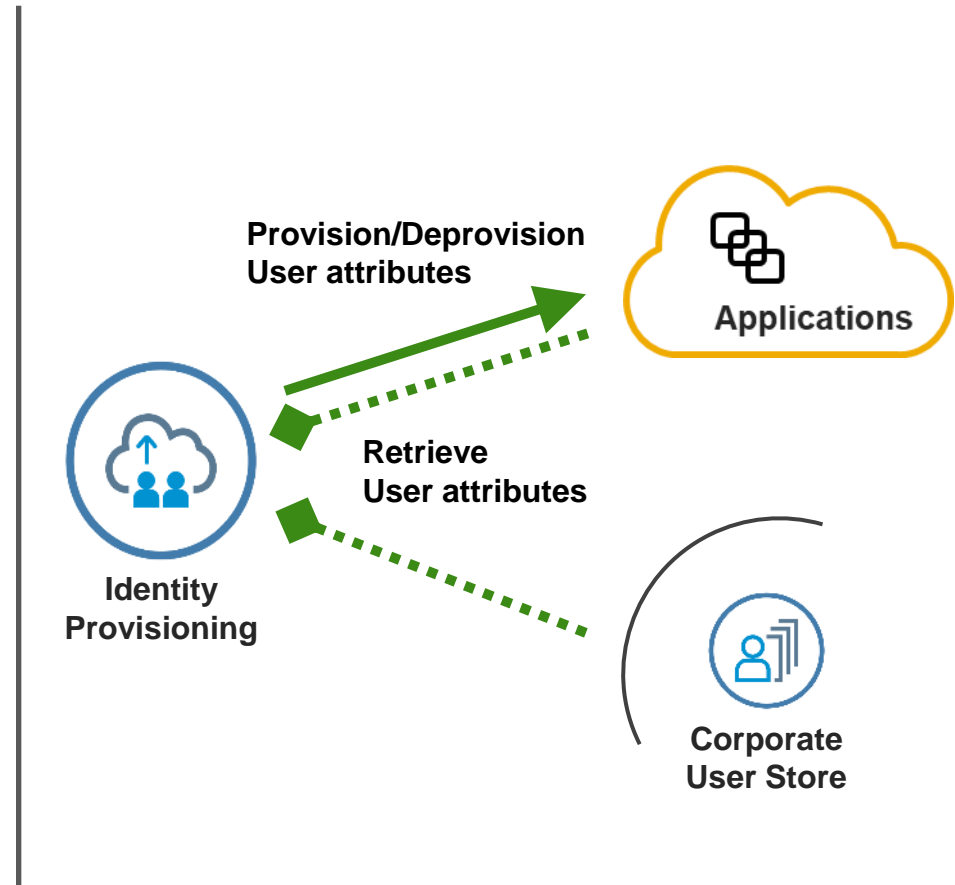 Provision/Deprovision
User attributes
Applications
Retrieve
User attributes
Identity
Provisioning
Corporate
User Store